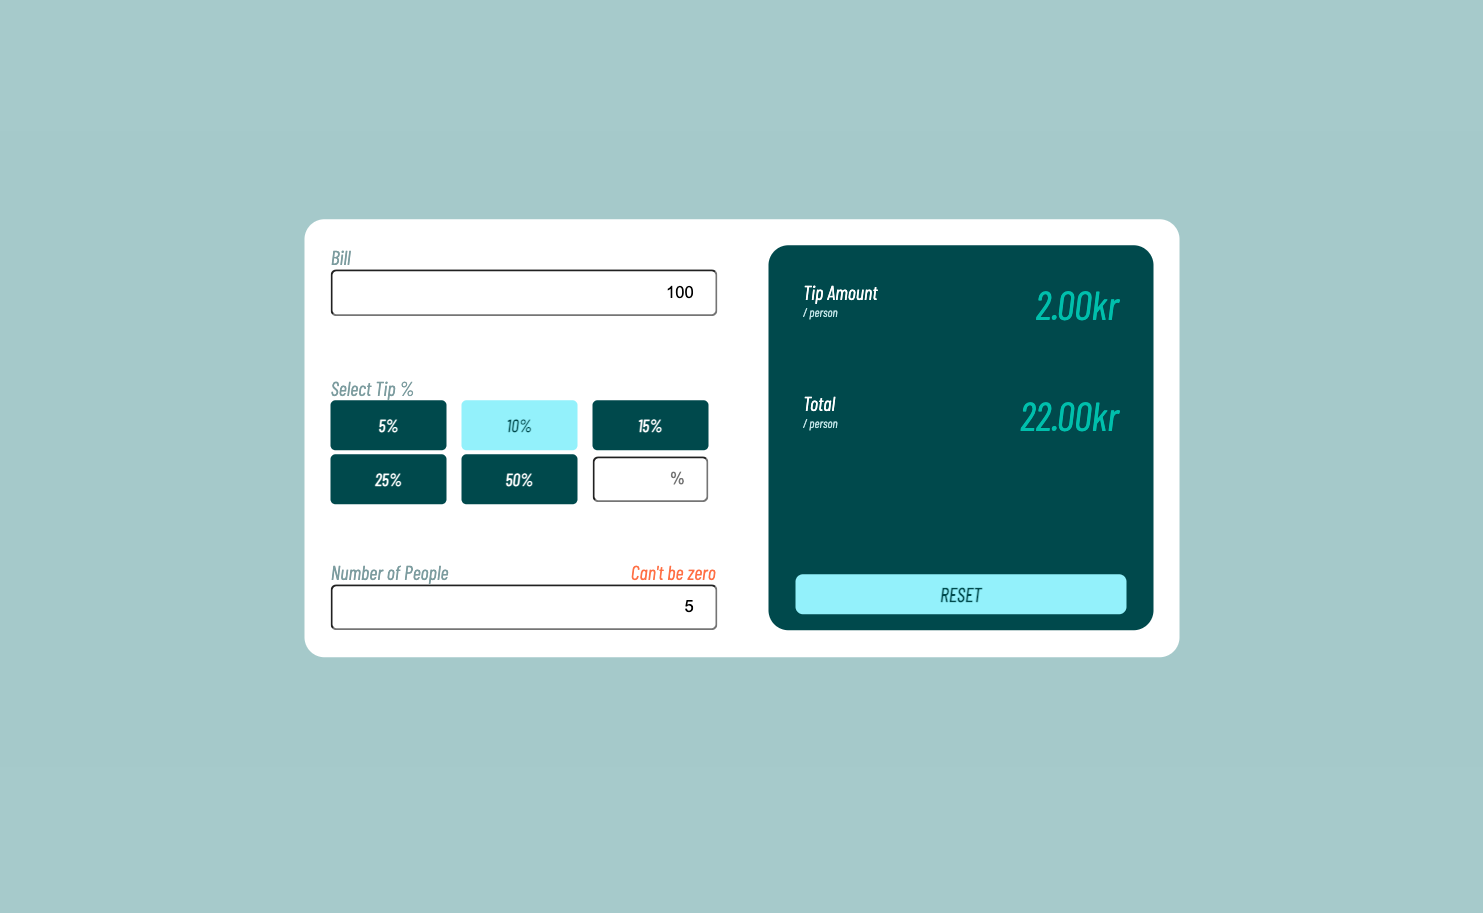 Bill
100
Select Tip %
5% 10% 15%
25% 50% %
Number of People Can't be zero
5
Tip Amount 2.00kr
/ person
Total 22.00kr
/ person
RESET